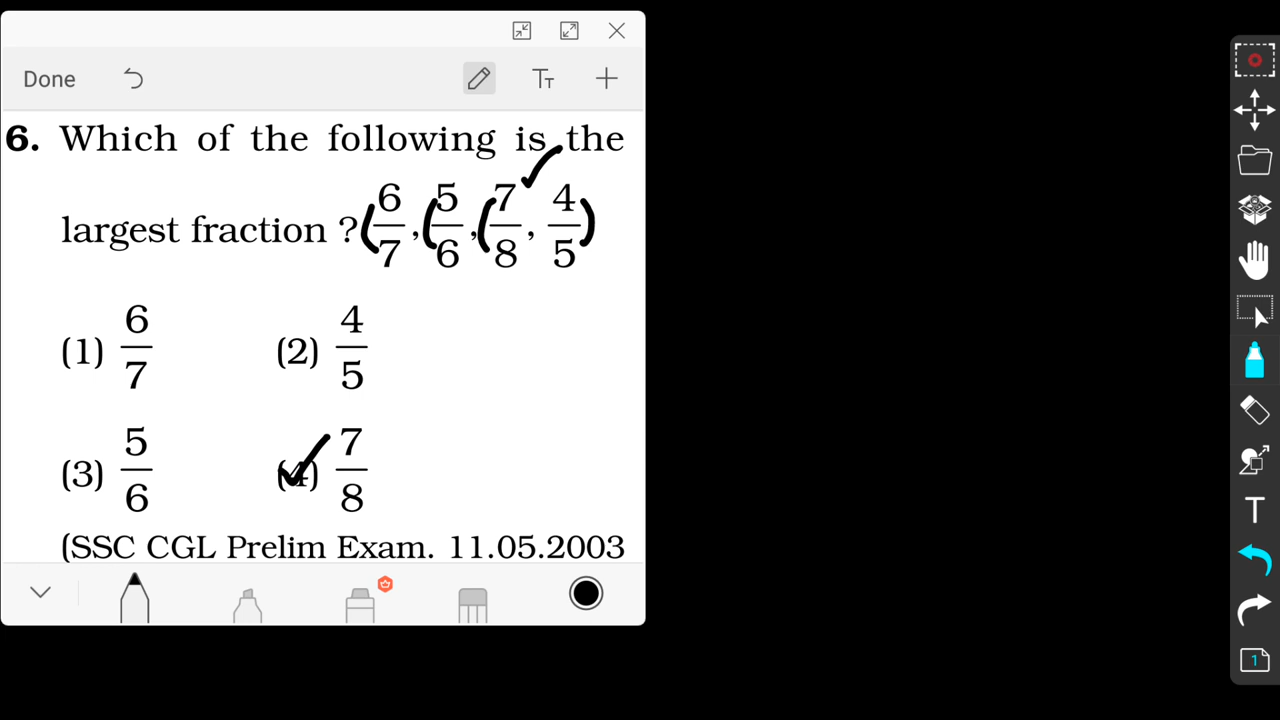 Done
6. Which of the following is the
largest fraction ? (6/7, (5/6, (7/8, 4/5)
(1) 6/7 (2) 4/5
(3) 5/6 (4) 7/8
(SSC CGL Prelim Exam. 11.05.2003
T
1